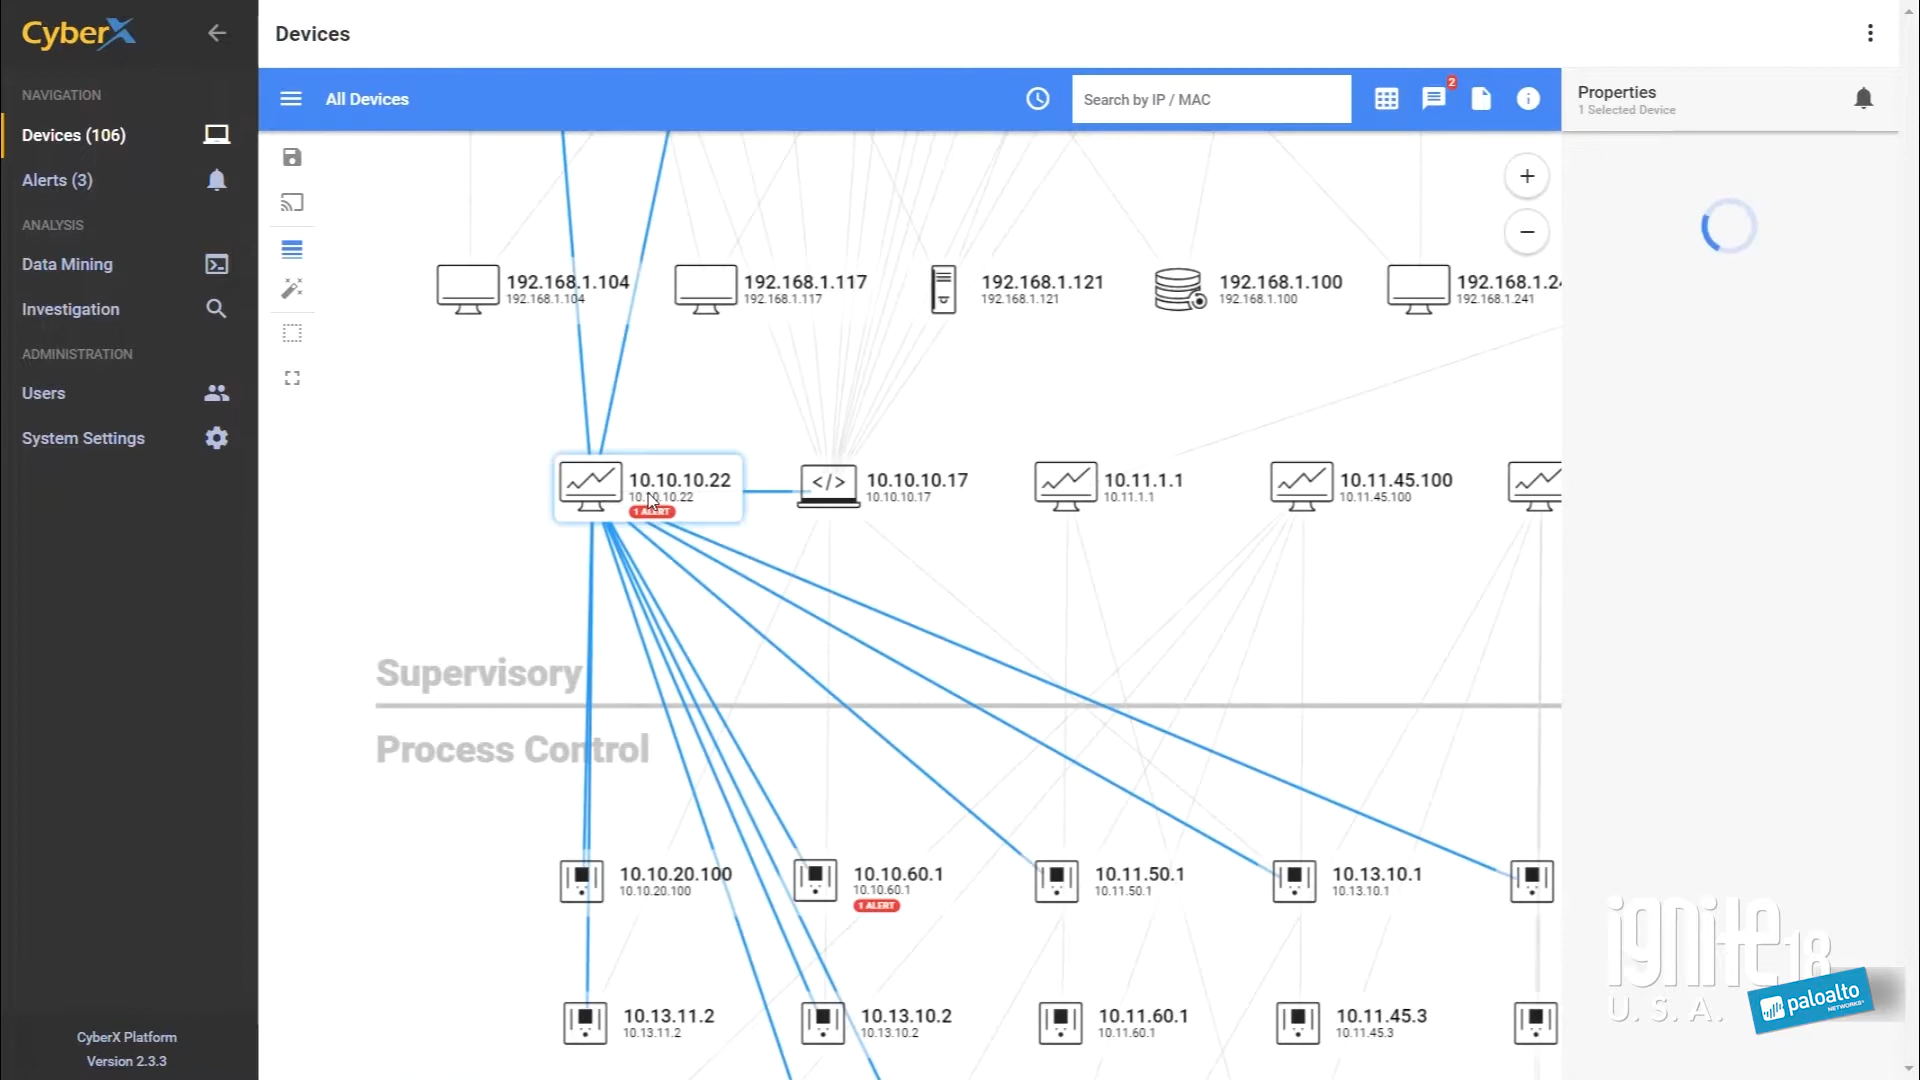 CyberX
Devices
NAVIGATION
Devices (106)
Alerts (3)
ANALYSIS
Data Mining
Investigation
ADMINISTRATION
Users
System Settings
CyberX Platform
Version 2.3.3
All Devices
Search by IP / MAC
2
Properties
1 Selected Device
192.168.1.104
192.168.1.104
192.168.1.117
192.168.1.117
192.168.1.121
192.168.1.121
192.168.1.100
192.168.1.100
192.168.1.24
192.168.1.241
10.10.10.22
10.10.10.22
1 ALERT
10.10.10.17
10.10.10.17
10.11.1.1
10.11.1.1
10.11.45.100
10.11.45.100
Supervisory
Process Control
10.10.20.100
10.10.20.100
10.10.60.1
10.10.60.1
1 ALERT
10.11.50.1
10.11.50.1
10.13.10.1
10.13.10.1
10.13.11.2
10.13.11.2
10.13.10.2
10.13.10.2
10.11.60.1
10.11.60.1
10.11.45.3
10.11.45.3
ignite18
U.S.A.
paloalto
NETWORKS